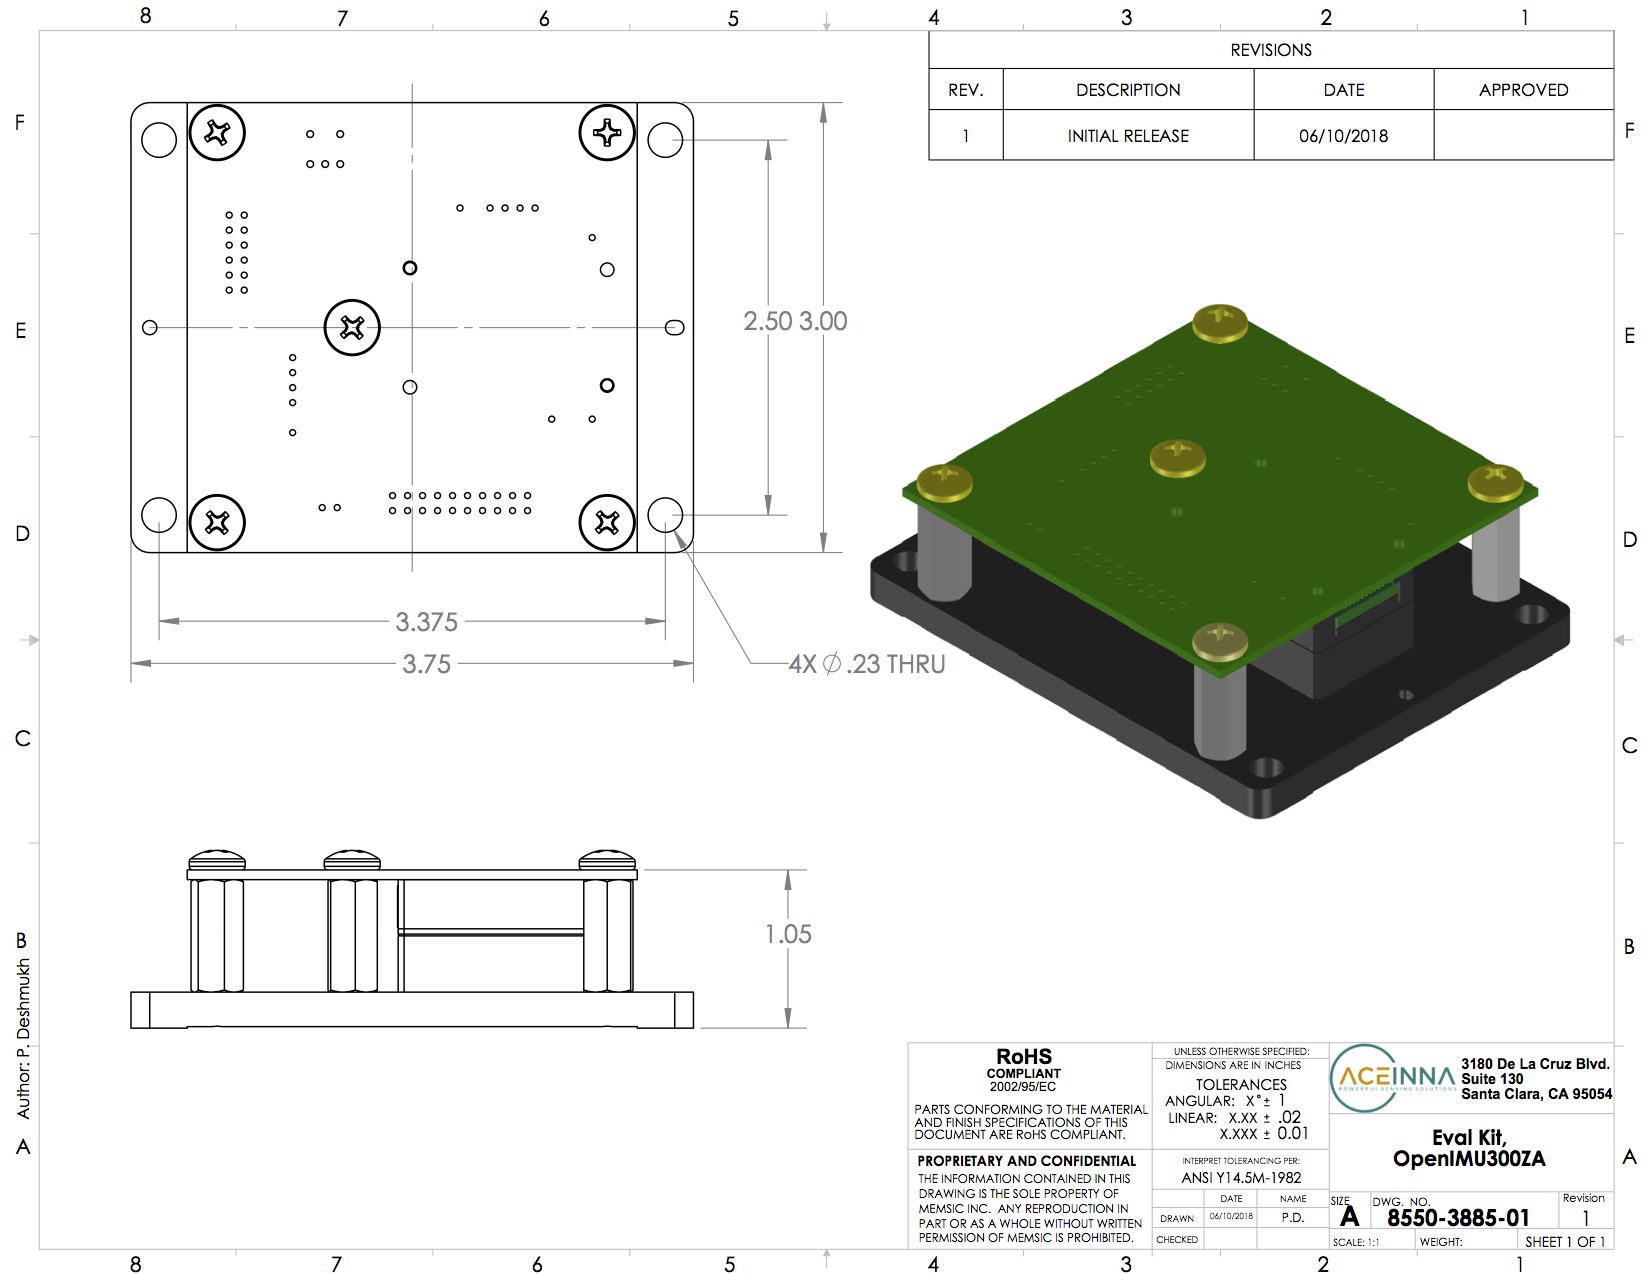 8 7 6 5 4 3 2 1
REVISIONS
REV. DESCRIPTION DATE APPROVED
1 INITIAL RELEASE 06/10/2018
F F
E E
D D
C C
B B
A A
2.50 3.00
3.375
3.75
4X ∅ .23 THRU
1.05
Author: P. Deshmukh
RoHS
COMPLIANT
2002/95/EC
PARTS CONFORMING TO THE MATERIAL
AND FINISH SPECIFICATIONS OF THIS
DOCUMENT ARE RoHS COMPLIANT.
PROPRIETARY AND CONFIDENTIAL
THE INFORMATION CONTAINED IN THIS
DRAWING IS THE SOLE PROPERTY OF
MEMSIC INC. ANY REPRODUCTION IN
PART OR AS A WHOLE WITHOUT WRITTEN
PERMISSION OF MEMSIC IS PROHIBITED.
UNLESS OTHERWISE SPECIFIED:
DIMENSIONS ARE IN INCHES
TOLERANCES
ANGULAR: X°± 1
LINEAR: X.XX ± .02
X.XXX ± 0.01
INTERPRET TOLERANCING PER:
ANSI Y14.5M-1982
DATE NAME
DRAWN 06/10/2018 P.D.
CHECKED
ACEINNA
POWERFUL SENSING SOLUTIONS
3180 De La Cruz Blvd.
Suite 130
Santa Clara, CA 95054
Eval Kit,
OpenIMU300ZA
SIZE DWG. NO. Revision
A 8550-3885-01 1
SCALE: 1:1 WEIGHT: SHEET 1 OF 1
8 7 6 5 4 3 2 1